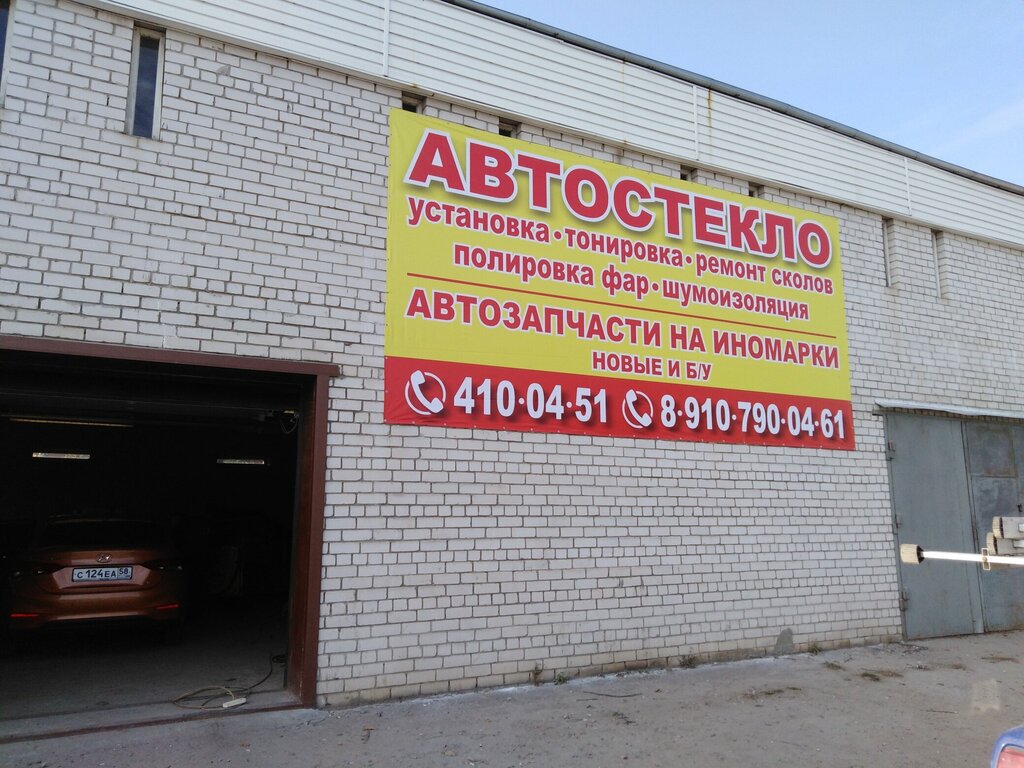 АВТОСТЕКЛО
установка • тонировка • ремонт сколов
полировка фар • шумоизоляция
АВТОЗАПЧАСТИ НА ИНОМАРКИ
НОВЫЕ И Б/У
410·04·51 8·910·790·04·61
С 124 ЕА 58